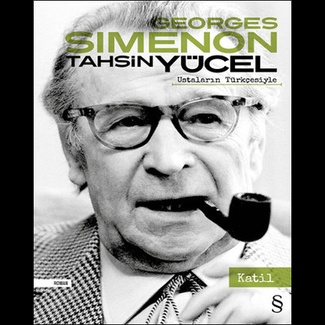 GEORGES
SIMENON
TAHSİN YÜCEL
Ustaların Türkçesiyle
Katil
ROMAN
S